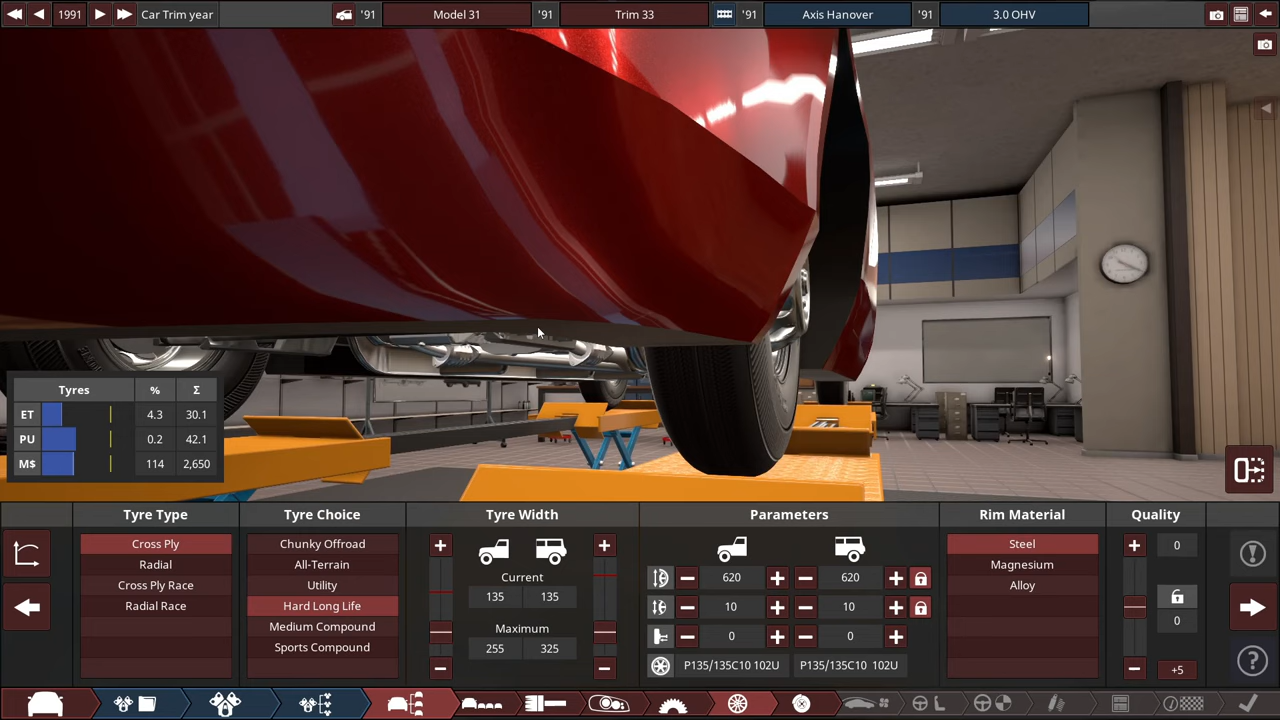 1991 Car Trim year '91 Model 31 '91 Trim 33 '91 Axis Hanover '91 3.0 OHV
Tyres % Σ
ET 4.3 30.1
PU 0.2 42.1
M$ 114 2,650
Tyre Type
Cross Ply
Radial
Cross Ply Race
Radial Race
Tyre Choice
Chunky Offroad
All-Terrain
Utility
Hard Long Life
Medium Compound
Sports Compound
Tyre Width
Current
135 135
Maximum
255 325
Parameters
620 620
10 10
0 0
P135/135C10 102U P135/135C10 102U
Rim Material
Steel
Magnesium
Alloy
Quality
0
0
+5